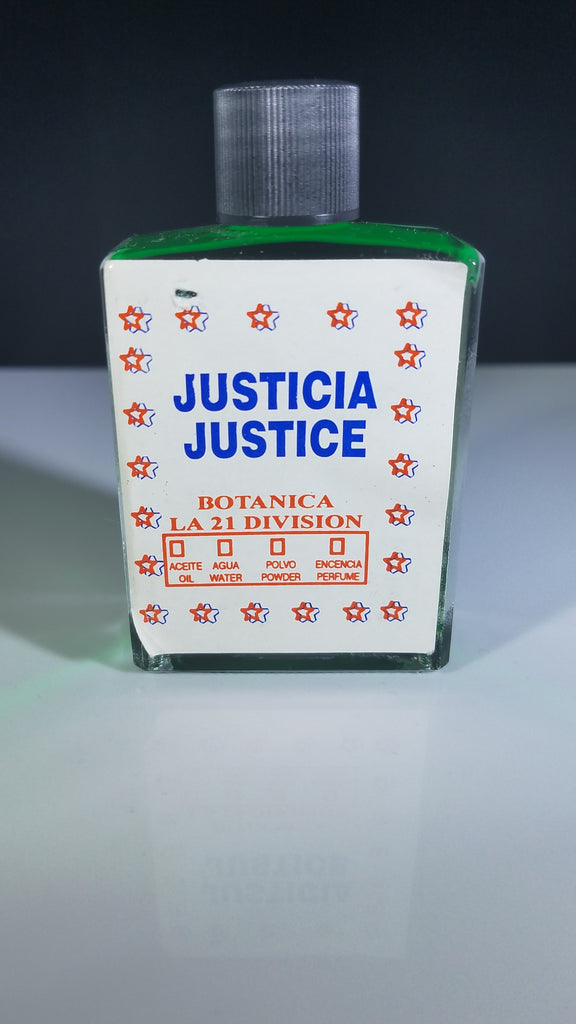 JUSTICIA
JUSTICE
BOTANICA
LA 21 DIVISION
ACEITE AGUA POLVO ENCENCIA
OIL WATER POWDER PERFUME